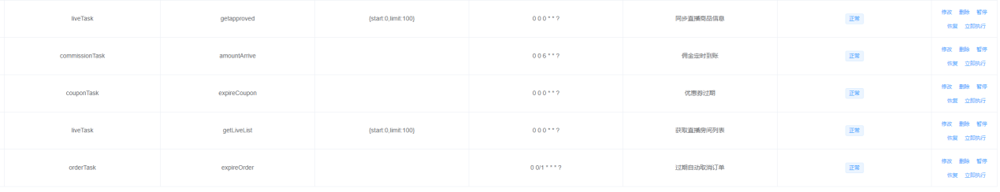 liveTask getapproved {start:0,limit:100} 0 0 0 * * ? 同步直播商品信息 正常 修改 删除 暂停
恢复 立即执行
commissionTask amountArrive 0 0 6 * * ? 佣金定时到账 正常 修改 删除 暂停
恢复 立即执行
couponTask expireCoupon 0 0 0 * * ? 优惠券过期 正常 修改 删除 暂停
恢复 立即执行
liveTask getLiveList {start:0,limit:100} 0 0 0 * * ? 获取直播房间列表 正常 修改 删除 暂停
恢复 立即执行
orderTask expireOrder 0 0/1 * * * ? 过期自动取消订单 正常 修改 删除 暂停
恢复 立即执行